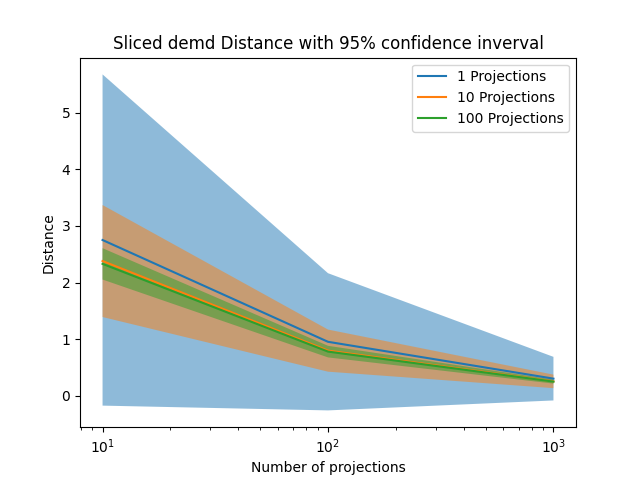 Sliced demd Distance with 95% confidence inverval
1 Projections
10 Projections
100 Projections
Distance
5
4
3
2
1
0
10¹ 10² 10³
Number of projections